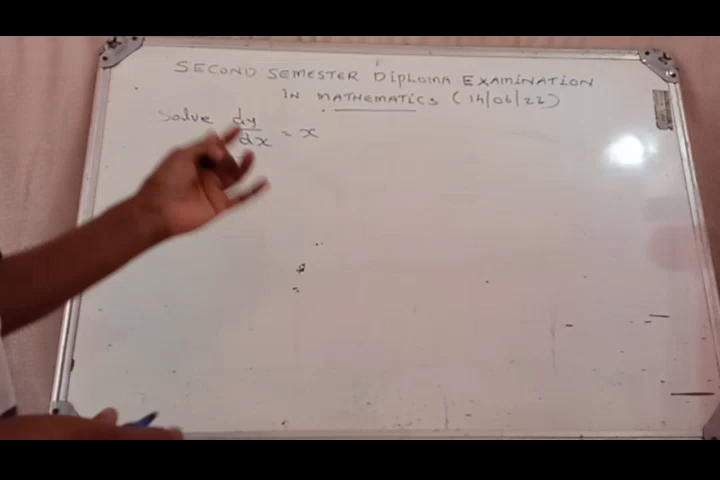 SECOND SEMESTER DIPLOMA EXAMINATION
IN MATHEMATICS (14/06/22)
Solve dy/dx = x